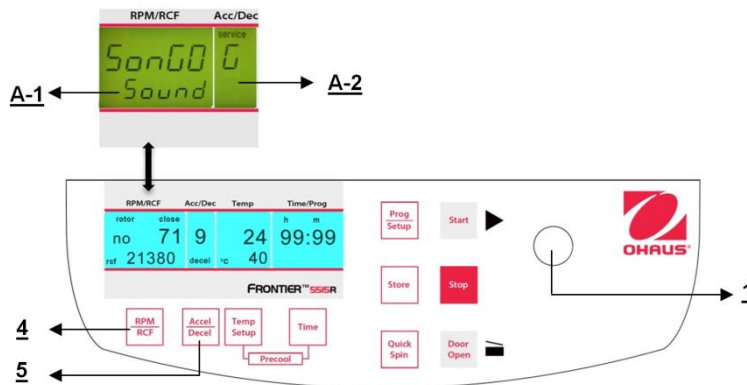 RPM/RCF Acc/Dec
service
SonGO G
Sound
A-1
A-2
RPM/RCF Acc/Dec Temp Time/Prog
rotor close h m
no 71 9 24 99:99
rcf 21380 decel °C 40
FRONTIER™ 5515R
RPM
RCF
Accel
Decel
Temp
Setup
Time
Precool
Prog
Setup
Start
Store
Stop
Quick
Spin
Door
Open
OHAUS®
4
5
1